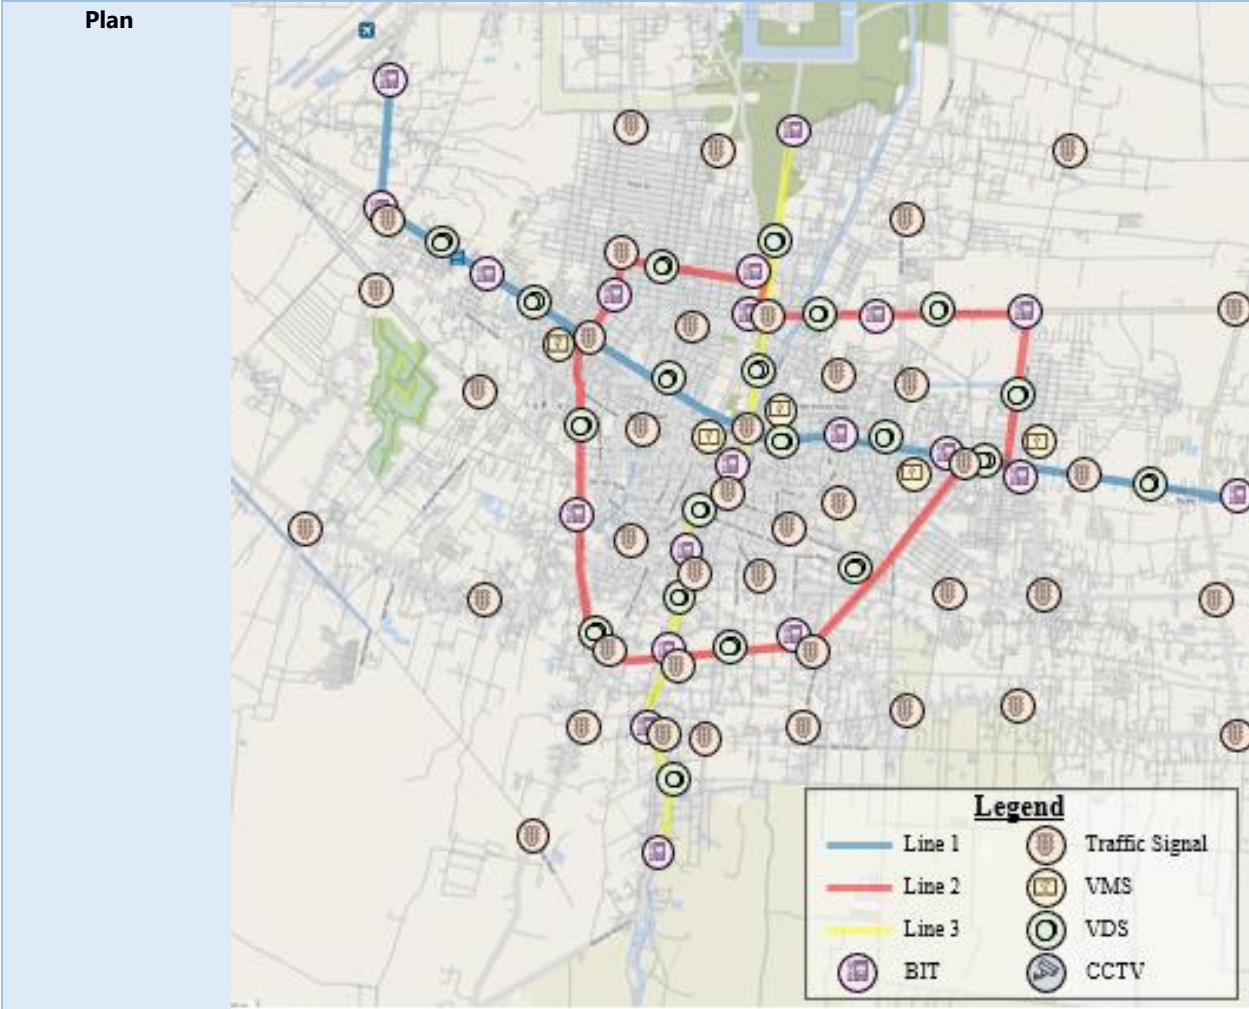 Plan
Legend
Line 1
Traffic Signal
Line 2
VMS
Line 3
VDS
BIT
CCTV